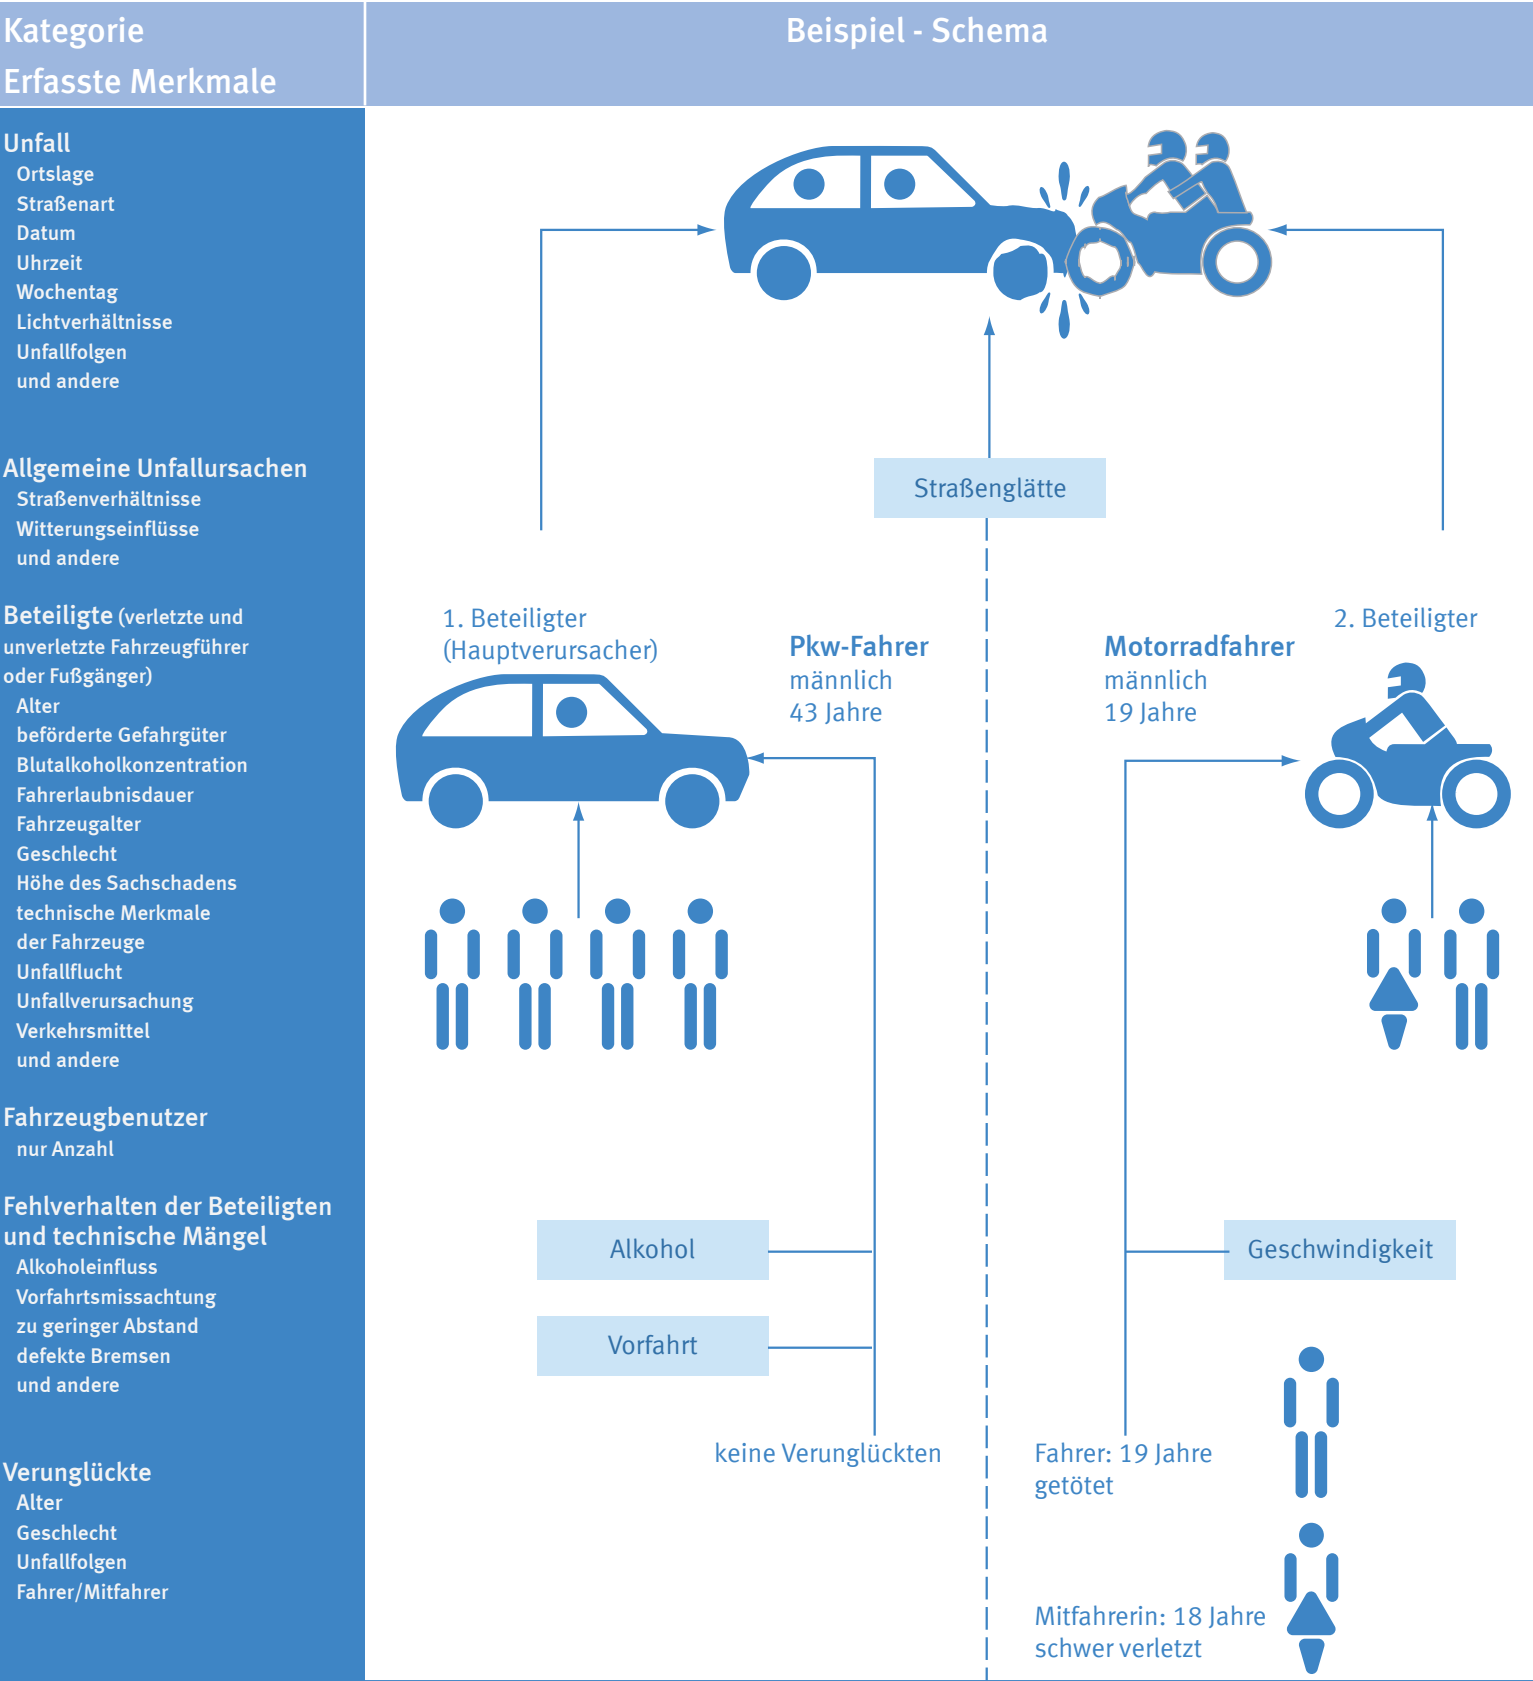 Kategorie
Erfasste Merkmale
Beispiel - Schema
Unfall
Ortslage
Straßenart
Datum
Uhrzeit
Wochentag
Lichtverhältnisse
Unfallfolgen
und andere
Allgemeine Unfallursachen
Straßenverhältnisse
Witterungseinflüsse
und andere
Beteiligte (verletzte und
unverletzte Fahrzeugführer
oder Fußgänger)
Alter
beförderte Gefahrgüter
Blutalkoholkonzentration
Fahrerlaubnisdauer
Fahrzeugalter
Geschlecht
Höhe des Sachschadens
technische Merkmale
der Fahrzeuge
Unfallflucht
Unfallverursachung
Verkehrsmittel
und andere
Fahrzeugbenutzer
nur Anzahl
Fehlverhalten der Beteiligten
und technische Mängel
Alkoholeinfluss
Vorfahrtsmissachtung
zu geringer Abstand
defekte Bremsen
und andere
Verunglückte
Alter
Geschlecht
Unfallfolgen
Fahrer/Mitfahrer
Straßenglätte
1. Beteiligter
(Hauptverursacher)
Pkw-Fahrer
männlich
43 Jahre
Motorradfahrer
männlich
19 Jahre
2. Beteiligter
Alkohol
Vorfahrt
Geschwindigkeit
keine Verunglückten
Fahrer: 19 Jahre
getötet
Mitfahrerin: 18 Jahre
schwer verletzt